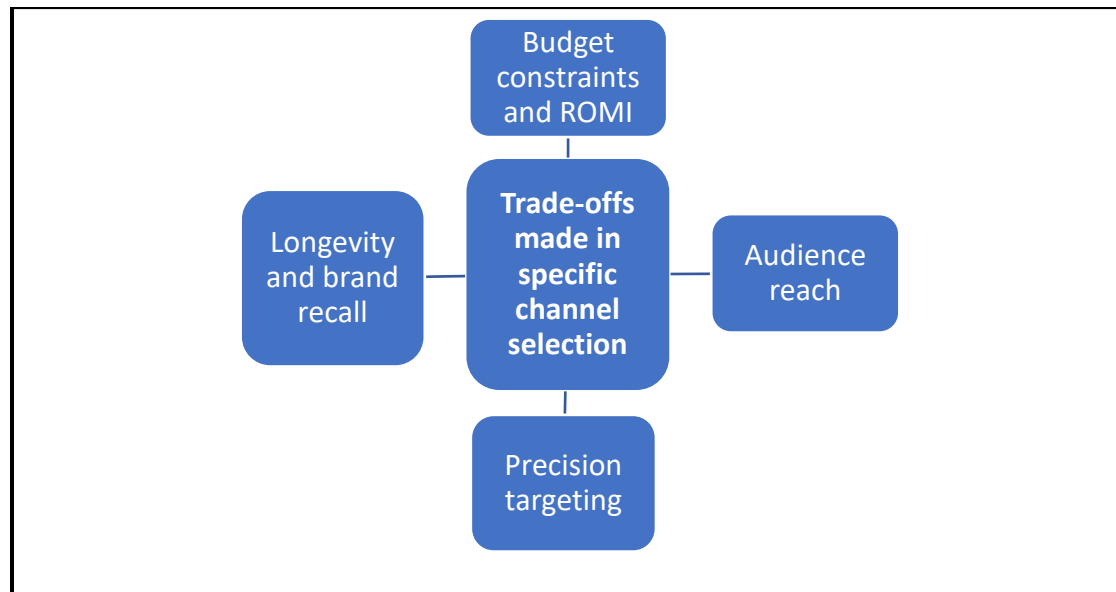 Budget
constraints
and ROMI
Longevity
and brand
recall
Trade-offs
made in
specific
channel
selection
Audience
reach
Precision
targeting